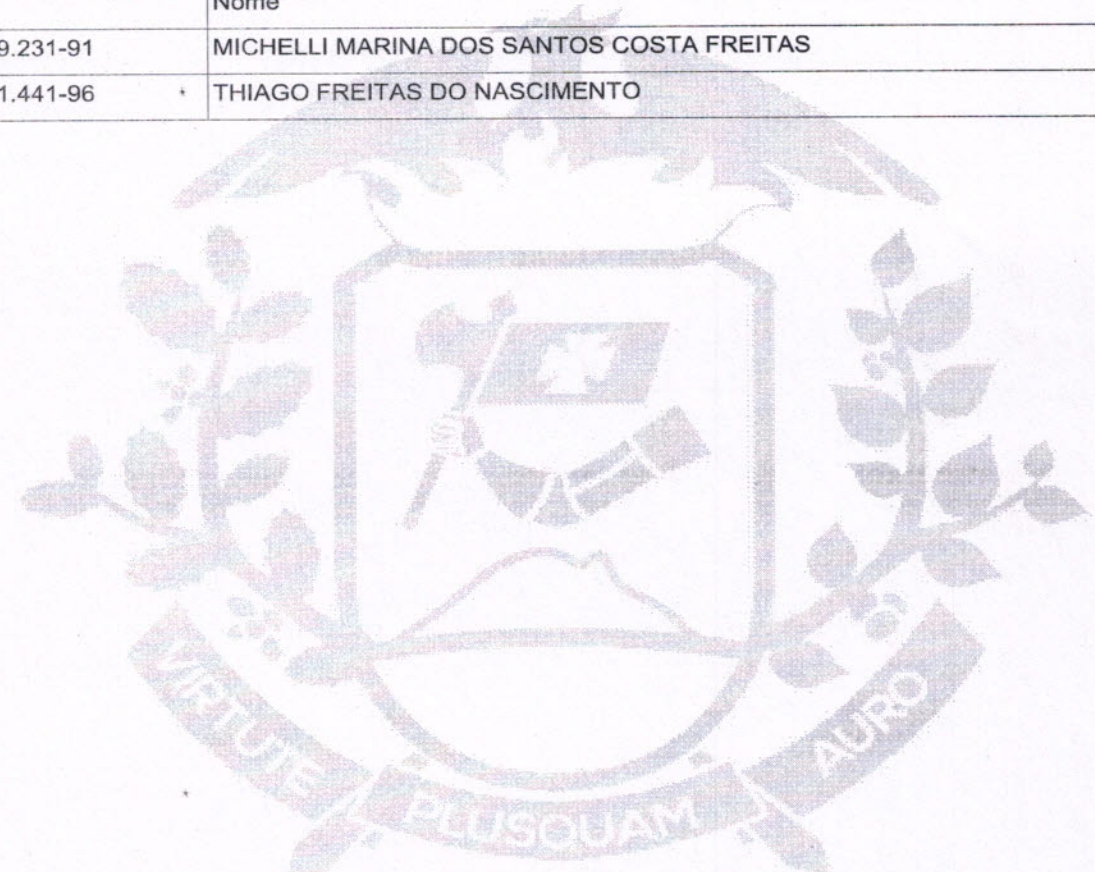 Nome
9.231-91 MICHELLI MARINA DOS SANTOS COSTA FREITAS
1.441-96 THIAGO FREITAS DO NASCIMENTO
VIRTUTE PLUSQUAM AURO